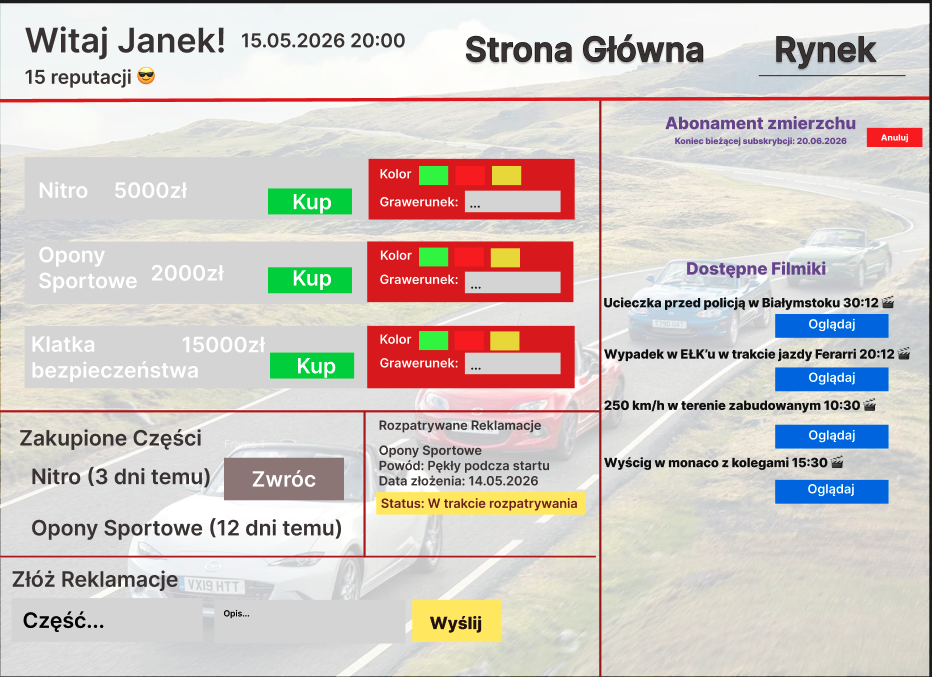 Witaj Janek! 15.05.2026 20:00
15 reputacji 😎
Strona Główna
Rynek
Nitro 5000zł
Kup
Kolor
Grawerunek: ...
Opony
Sportowe 2000zł
Kup
Kolor
Grawerunek: ...
Klatka 15000zł
bezpieczeństwa
Kup
Kolor
Grawerunek: ...
Zakupione Części
Nitro (3 dni temu)
Zwróc
Opony Sportowe (12 dni temu)
Rozpatrywane Reklamacje
Opony Sportowe
Powód: Pękły podcza startu
Data złożenia: 14.05.2026
Status: W trakcie rozpatrywania
Złóż Reklamacje
Część...
Opis...
Wyślij
Abonament zmierzchu
Koniec bieżącej subskrybcji: 20.06.2026
Anuluj
Dostępne Filmiki
Ucieczka przed policją w Białymstoku 30:12 🎬
Oglądaj
Wypadek w EŁK'u w trakcie jazdy Ferarri 20:12 🎬
Oglądaj
250 km/h w terenie zabudowanym 10:30 🎬
Oglądaj
Wyścig w monaco z kolegami 15:30 🎬
Oglądaj
VX19 HTT